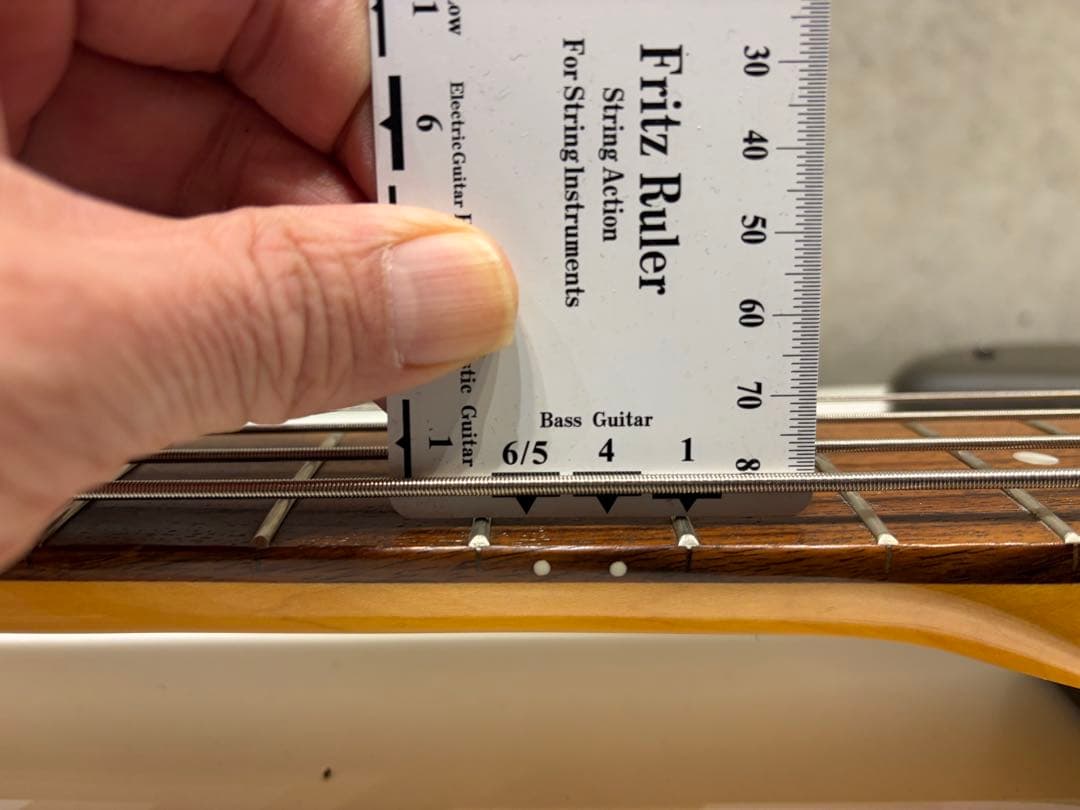 Fritz Ruler
String Action
For String Instruments
30
40
50
60
70
8
Low
1
Electric Guitar
6
Guitar
1
Bass Guitar
6/5 4 1